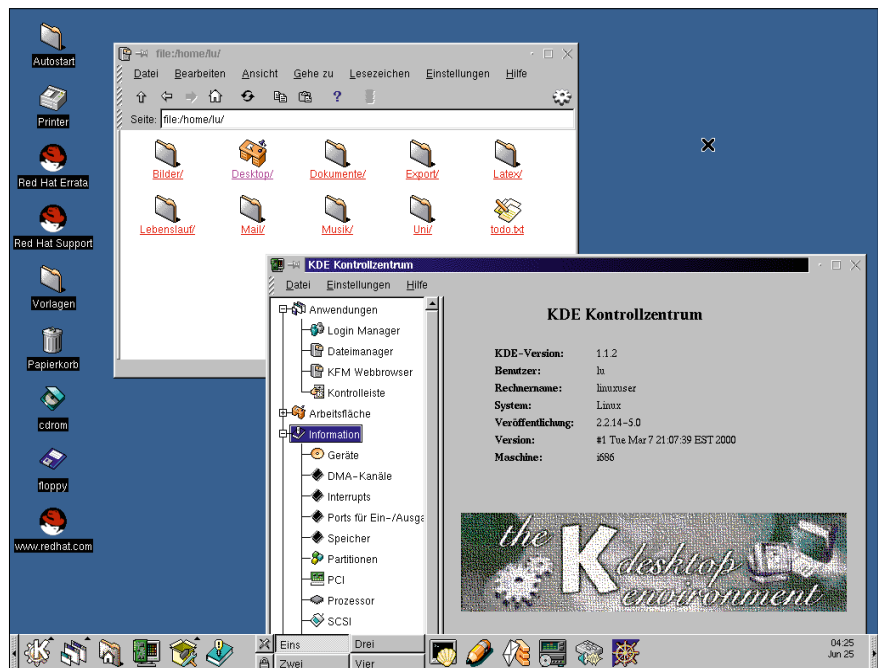 Autostart
Printer
Red Hat Errata
Red Hat Support
Vorlagen
Papierkorb
cdrom
floppy
www.redhat.com
file:/home/lu/
Datei Bearbeiten Ansicht Gehe zu Lesezeichen Einstellungen Hilfe
Seite: file:/home/lu/
Bilder/ Desktop/ Dokumente/ Export/ Latex/
Lebenslauf/ Mail/ Musik/ Uni/ todo.txt
KDE Kontrollzentrum
Datei Einstellungen Hilfe
Anwendungen
Login Manager
Dateimanager
KFM Webbrowser
Kontrolleiste
Arbeitsfläche
Information
Geräte
DMA-Kanäle
Interrupts
Ports für Ein-/Ausga
Speicher
Partitionen
PCI
Prozessor
SCSI
KDE Kontrollzentrum
KDE-Version: 1.1.2
Benutzer: lu
Rechnername: linuxuser
System: Linux
Veröffentlichung: 2.2.14-5.0
Version: #1 Tue Mar 7 21:07:39 EST 2000
Maschine: i686
the K desktop environment
Eins Drei
Zwei Vier
04:25
Jun 25